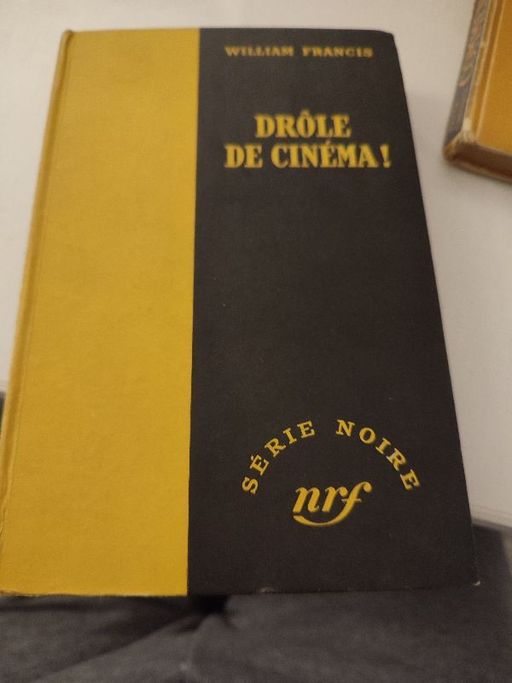 WILLIAM FRANCIS
DRÔLE
DE CINÉMA!
SÉRIE NOIRE
nrf